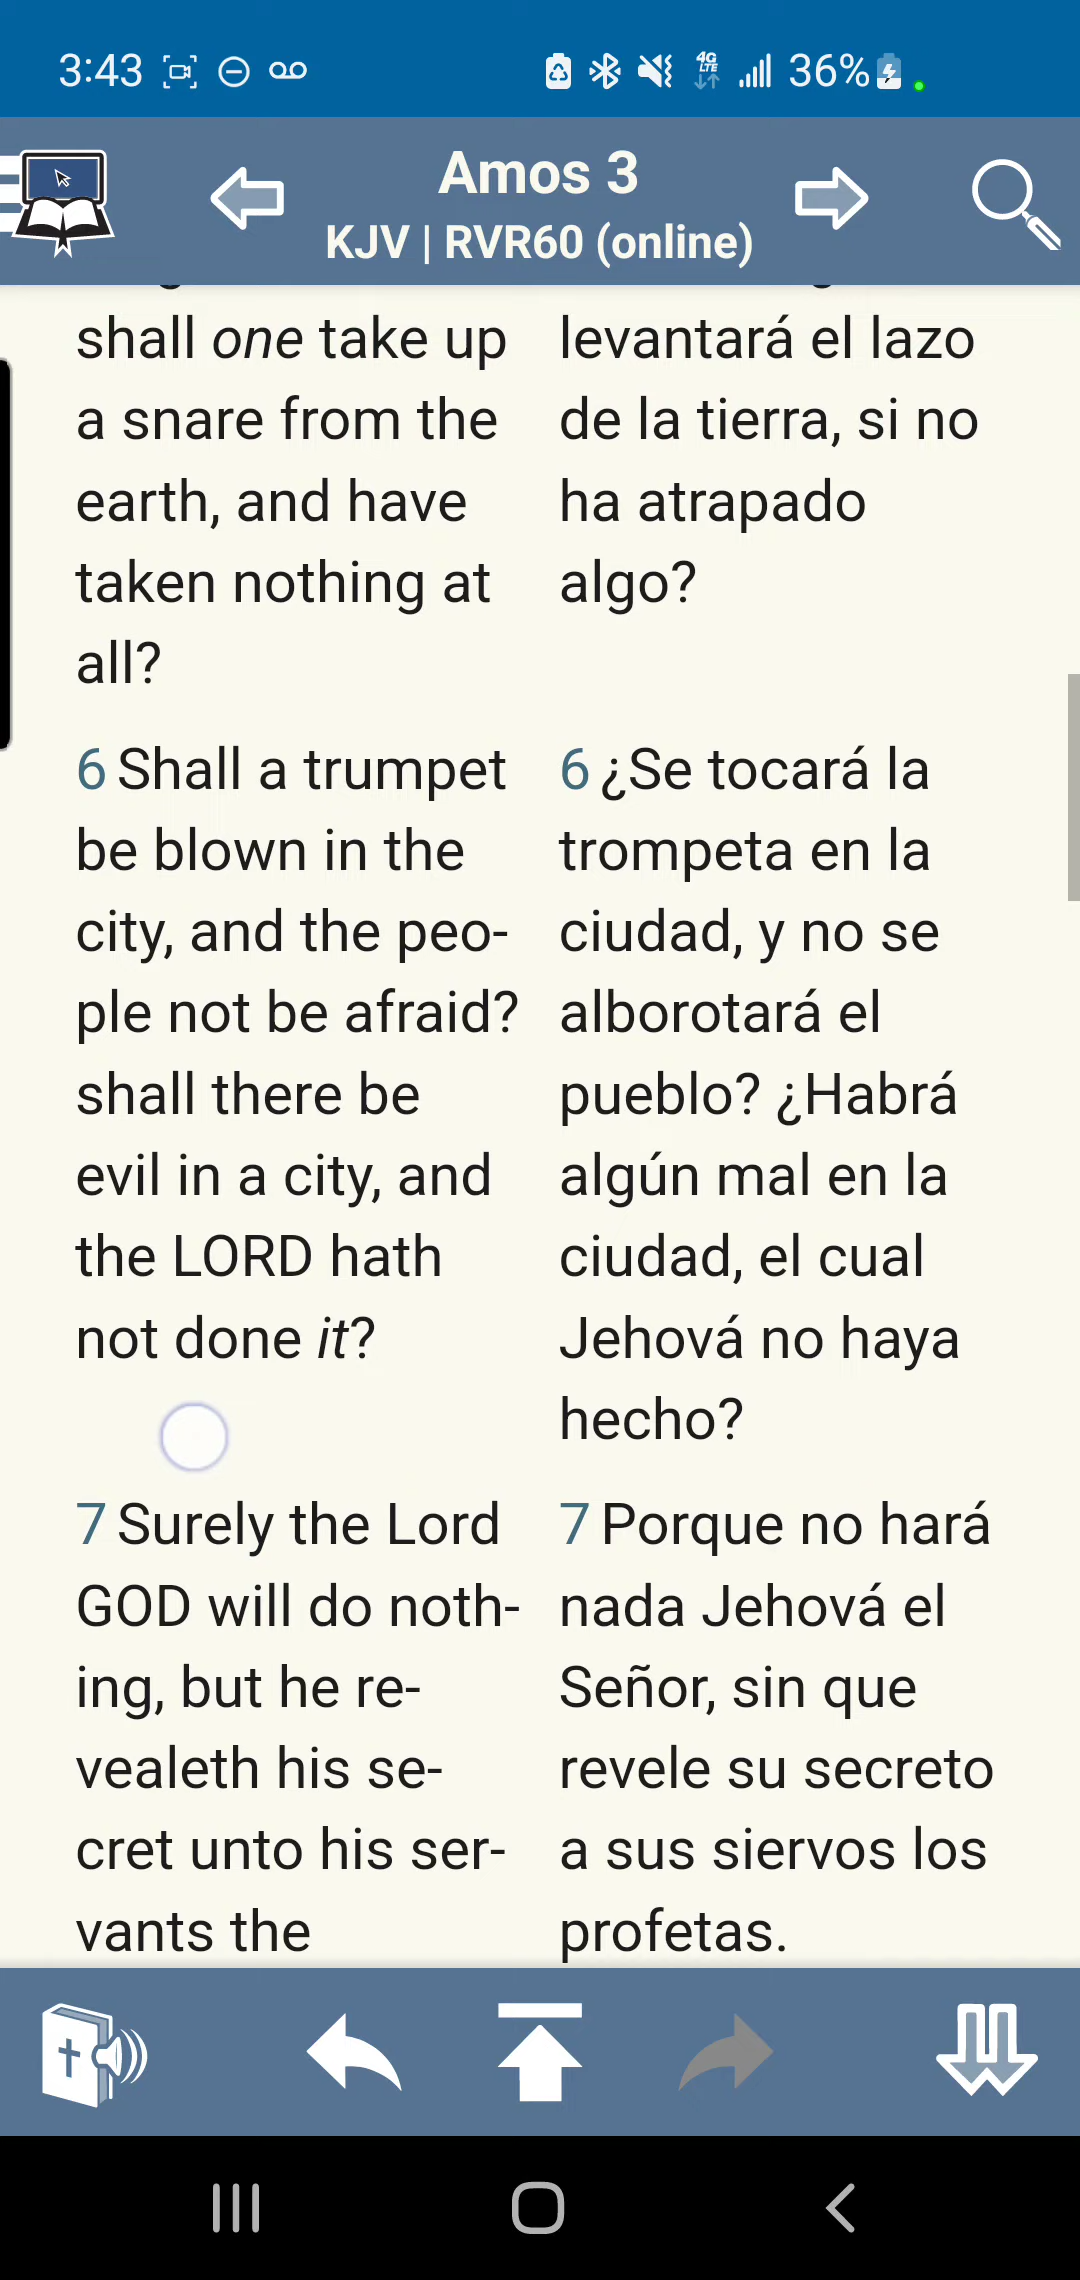 3:43
4G
LTE
36%
Amos 3
KJV | RVR60 (online)
shall one take up
a snare from the
earth, and have
taken nothing at
all?
6 Shall a trumpet
be blown in the
city, and the peo-
ple not be afraid?
shall there be
evil in a city, and
the LORD hath
not done it?
7 Surely the Lord
GOD will do noth-
ing, but he re-
vealeth his se-
cret unto his ser-
vants the
levantará el lazo
de la tierra, si no
ha atrapado
algo?
6 ¿Se tocará la
trompeta en la
ciudad, y no se
alborotará el
pueblo? ¿Habrá
algún mal en la
ciudad, el cual
Jehová no haya
hecho?
7 Porque no hará
nada Jehová el
Señor, sin que
revele su secreto
a sus siervos los
profetas.